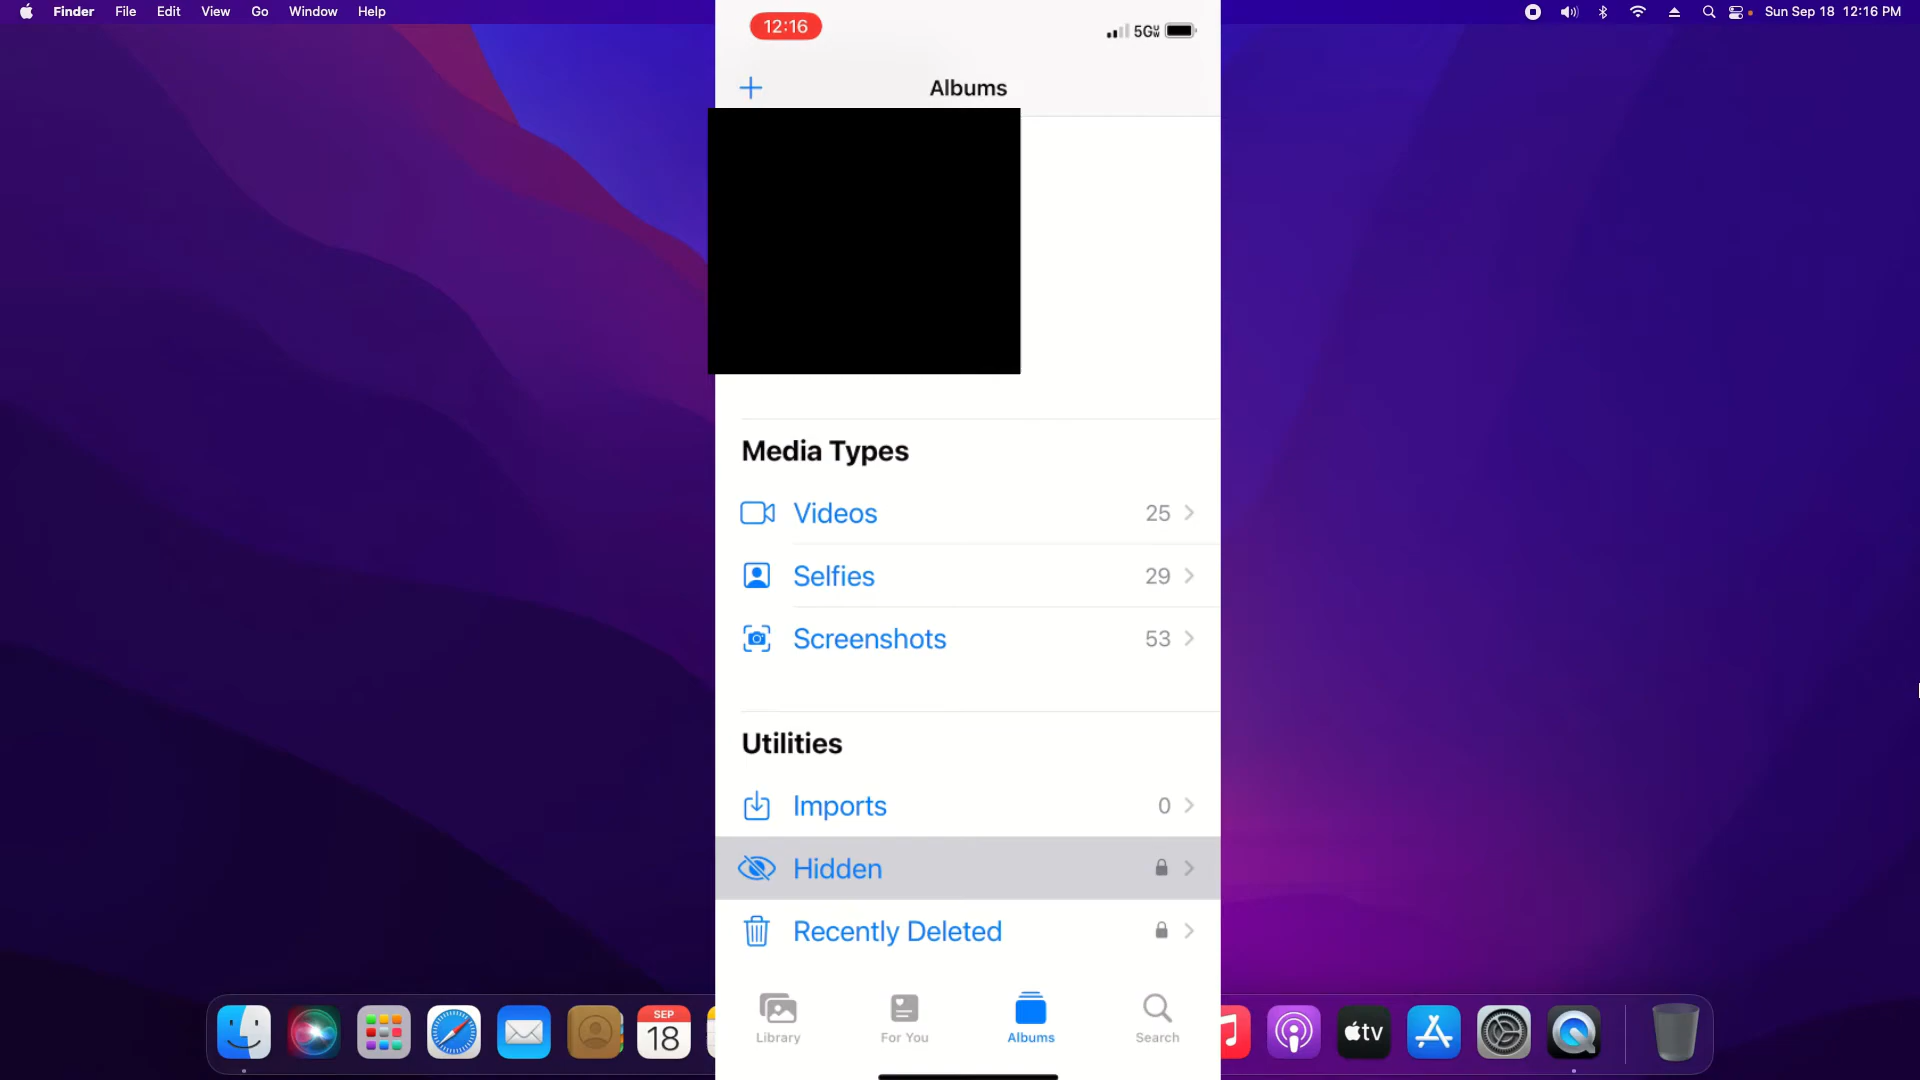 Finder File Edit View Go Window Help
Sun Sep 18 12:16 PM
12:16
5G
Albums
Media Types
Videos 25
Selfies 29
Screenshots 53
Utilities
Imports 0
Hidden
Recently Deleted
Library For You Albums Search
SEP
18
tv